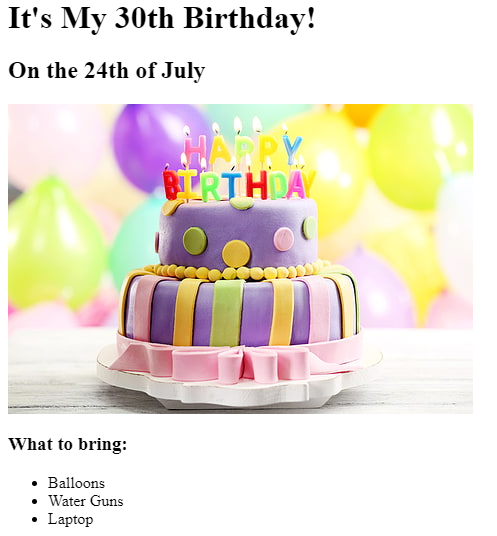 It's My 30th Birthday!
On the 24th of July
HAPPY
BIRTHDAY
What to bring:
Balloons
Water Guns
Laptop